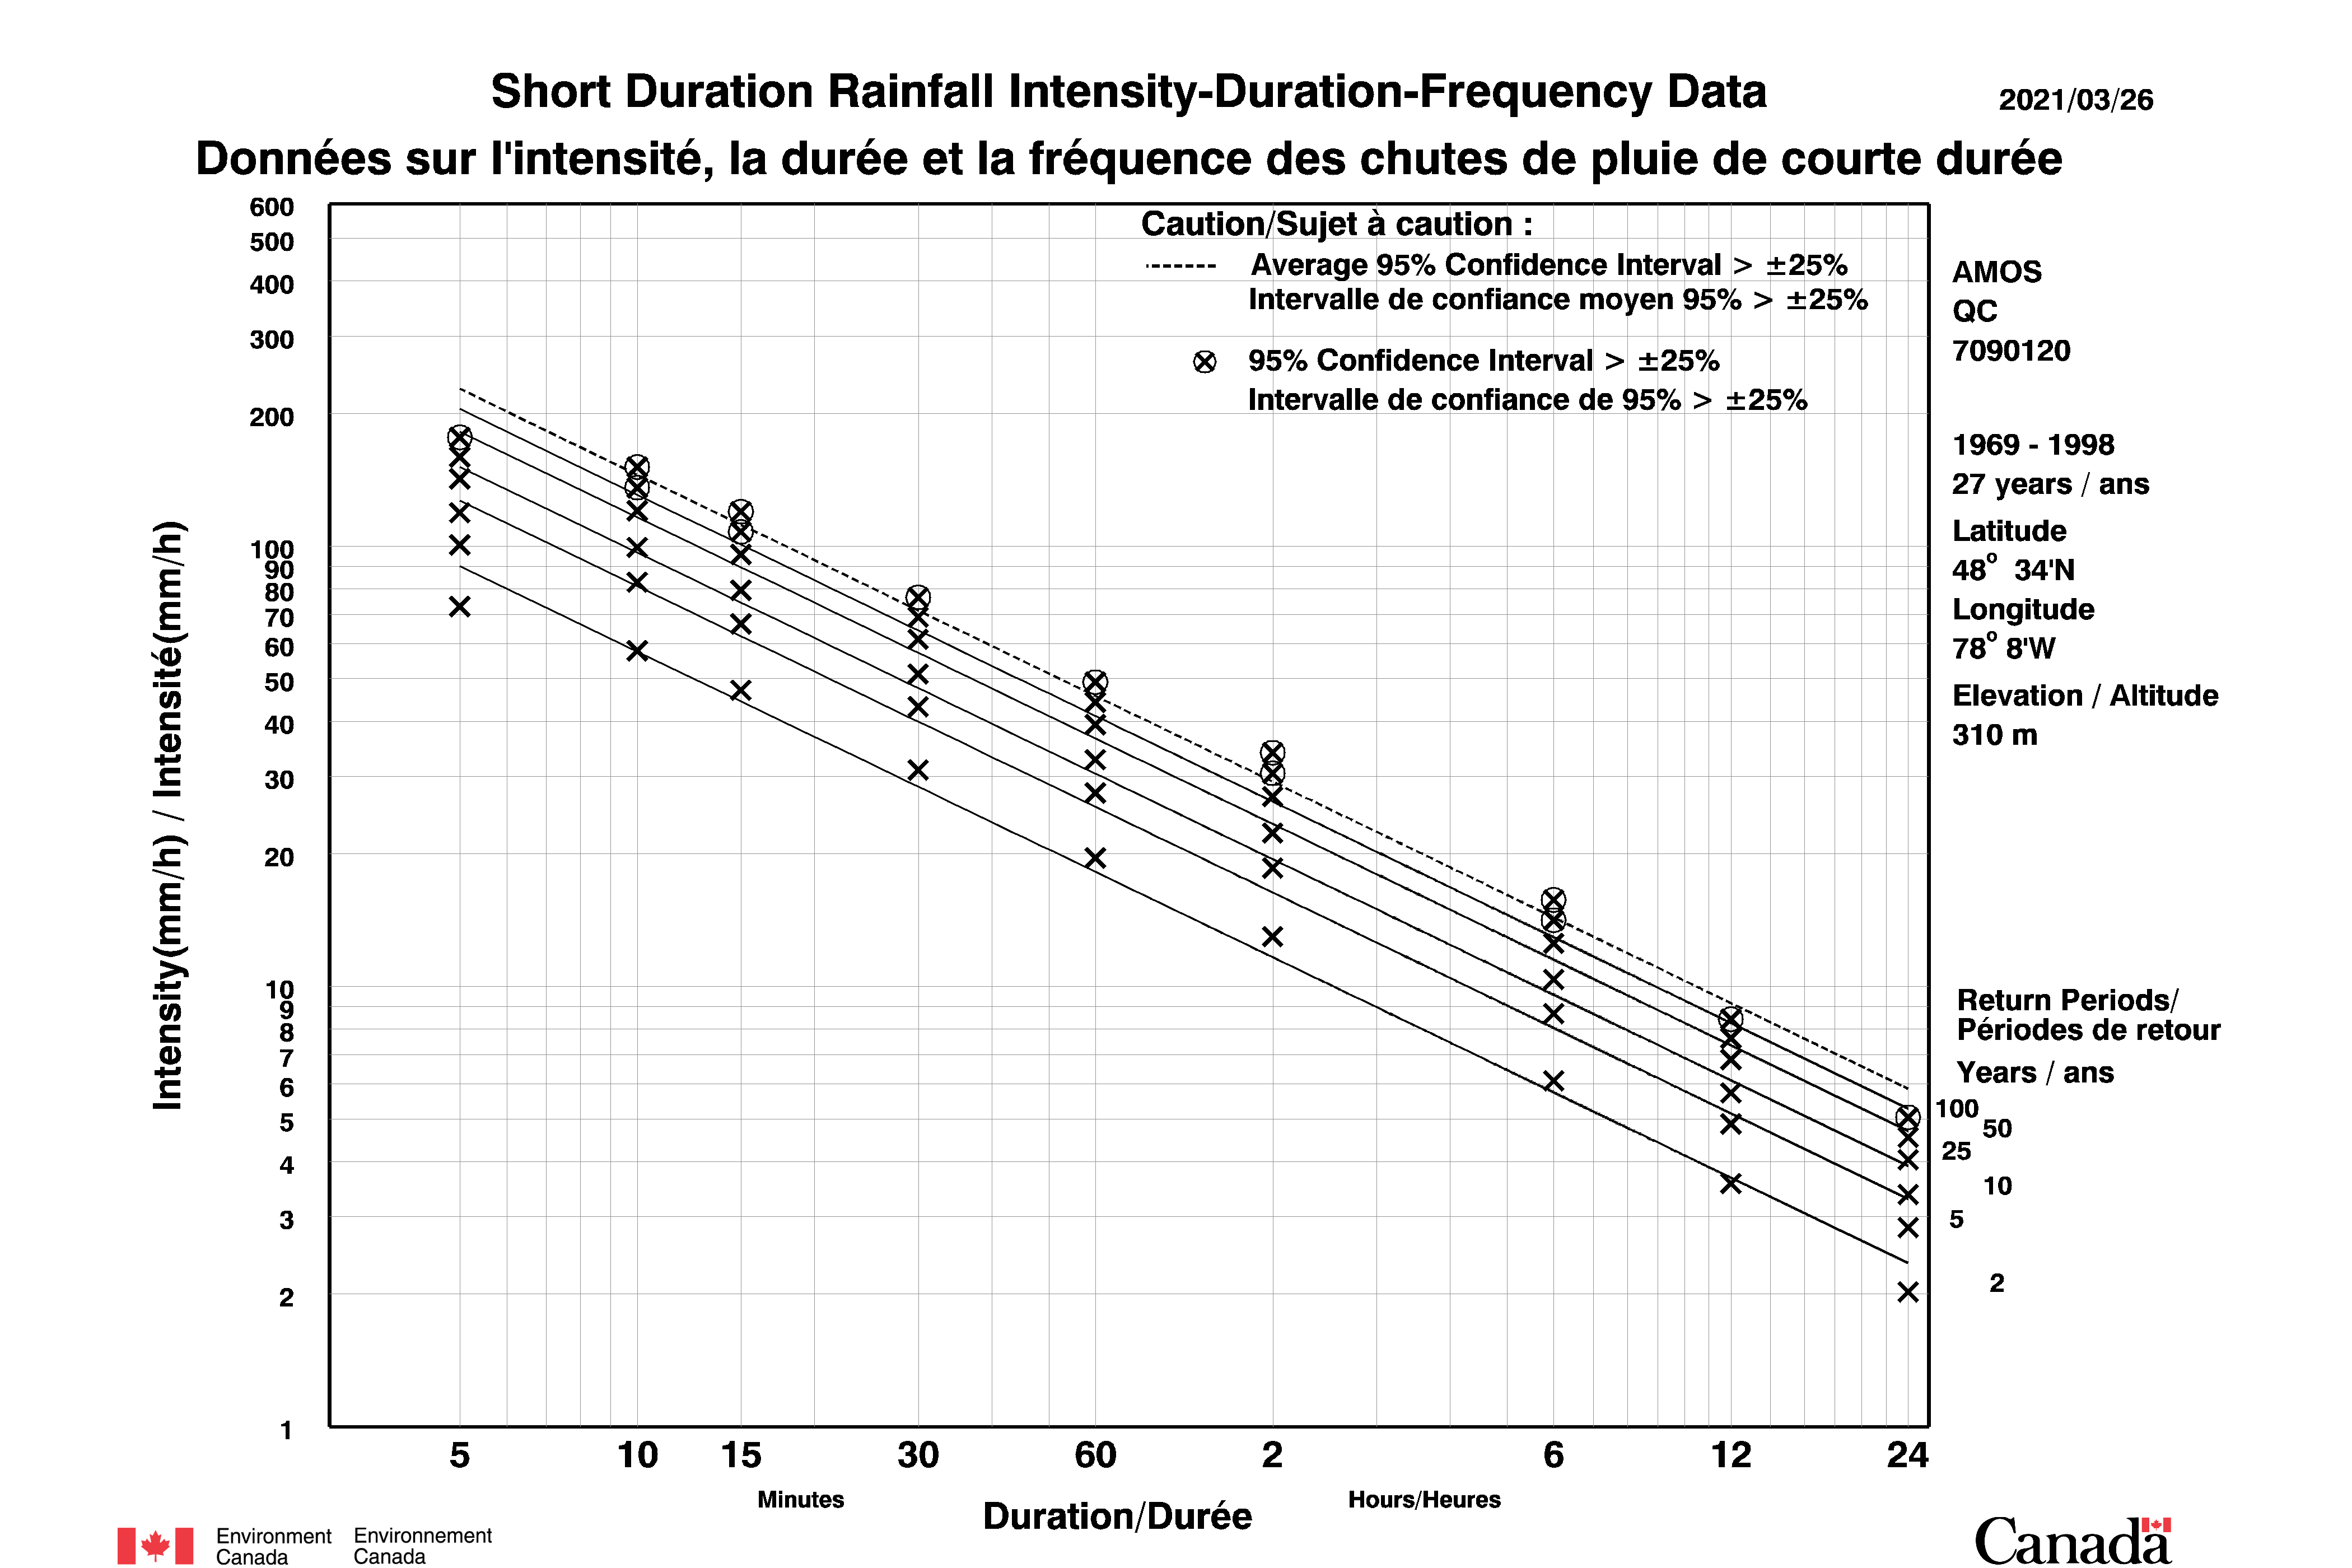 Short Duration Rainfall Intensity-Duration-Frequency Data
2021/03/26
Données sur l'intensité, la durée et la fréquence des chutes de pluie de courte durée
Caution/Sujet à caution :
Average 95% Confidence Interval > ±25%
Intervalle de confiance moyen 95% > ±25%
95% Confidence Interval > ±25%
Intervalle de confiance de 95% > ±25%
AMOS
QC
7090120
1969 - 1998
27 years / ans
Latitude
48° 34'N
Longitude
78° 8'W
Elevation / Altitude
310 m
Return Periods/
Périodes de retour
Years / ans
100
50
25
10
5
2
Intensity(mm/h) / Intensité(mm/h)
600
500
400
300
200
100
90
80
70
60
50
40
30
20
10
9
8
7
6
5
4
3
2
1
5 10 15 30 60 2 6 12 24
Minutes
Hours/Heures
Duration/Durée
Environment Environnement
Canada Canada
Canada